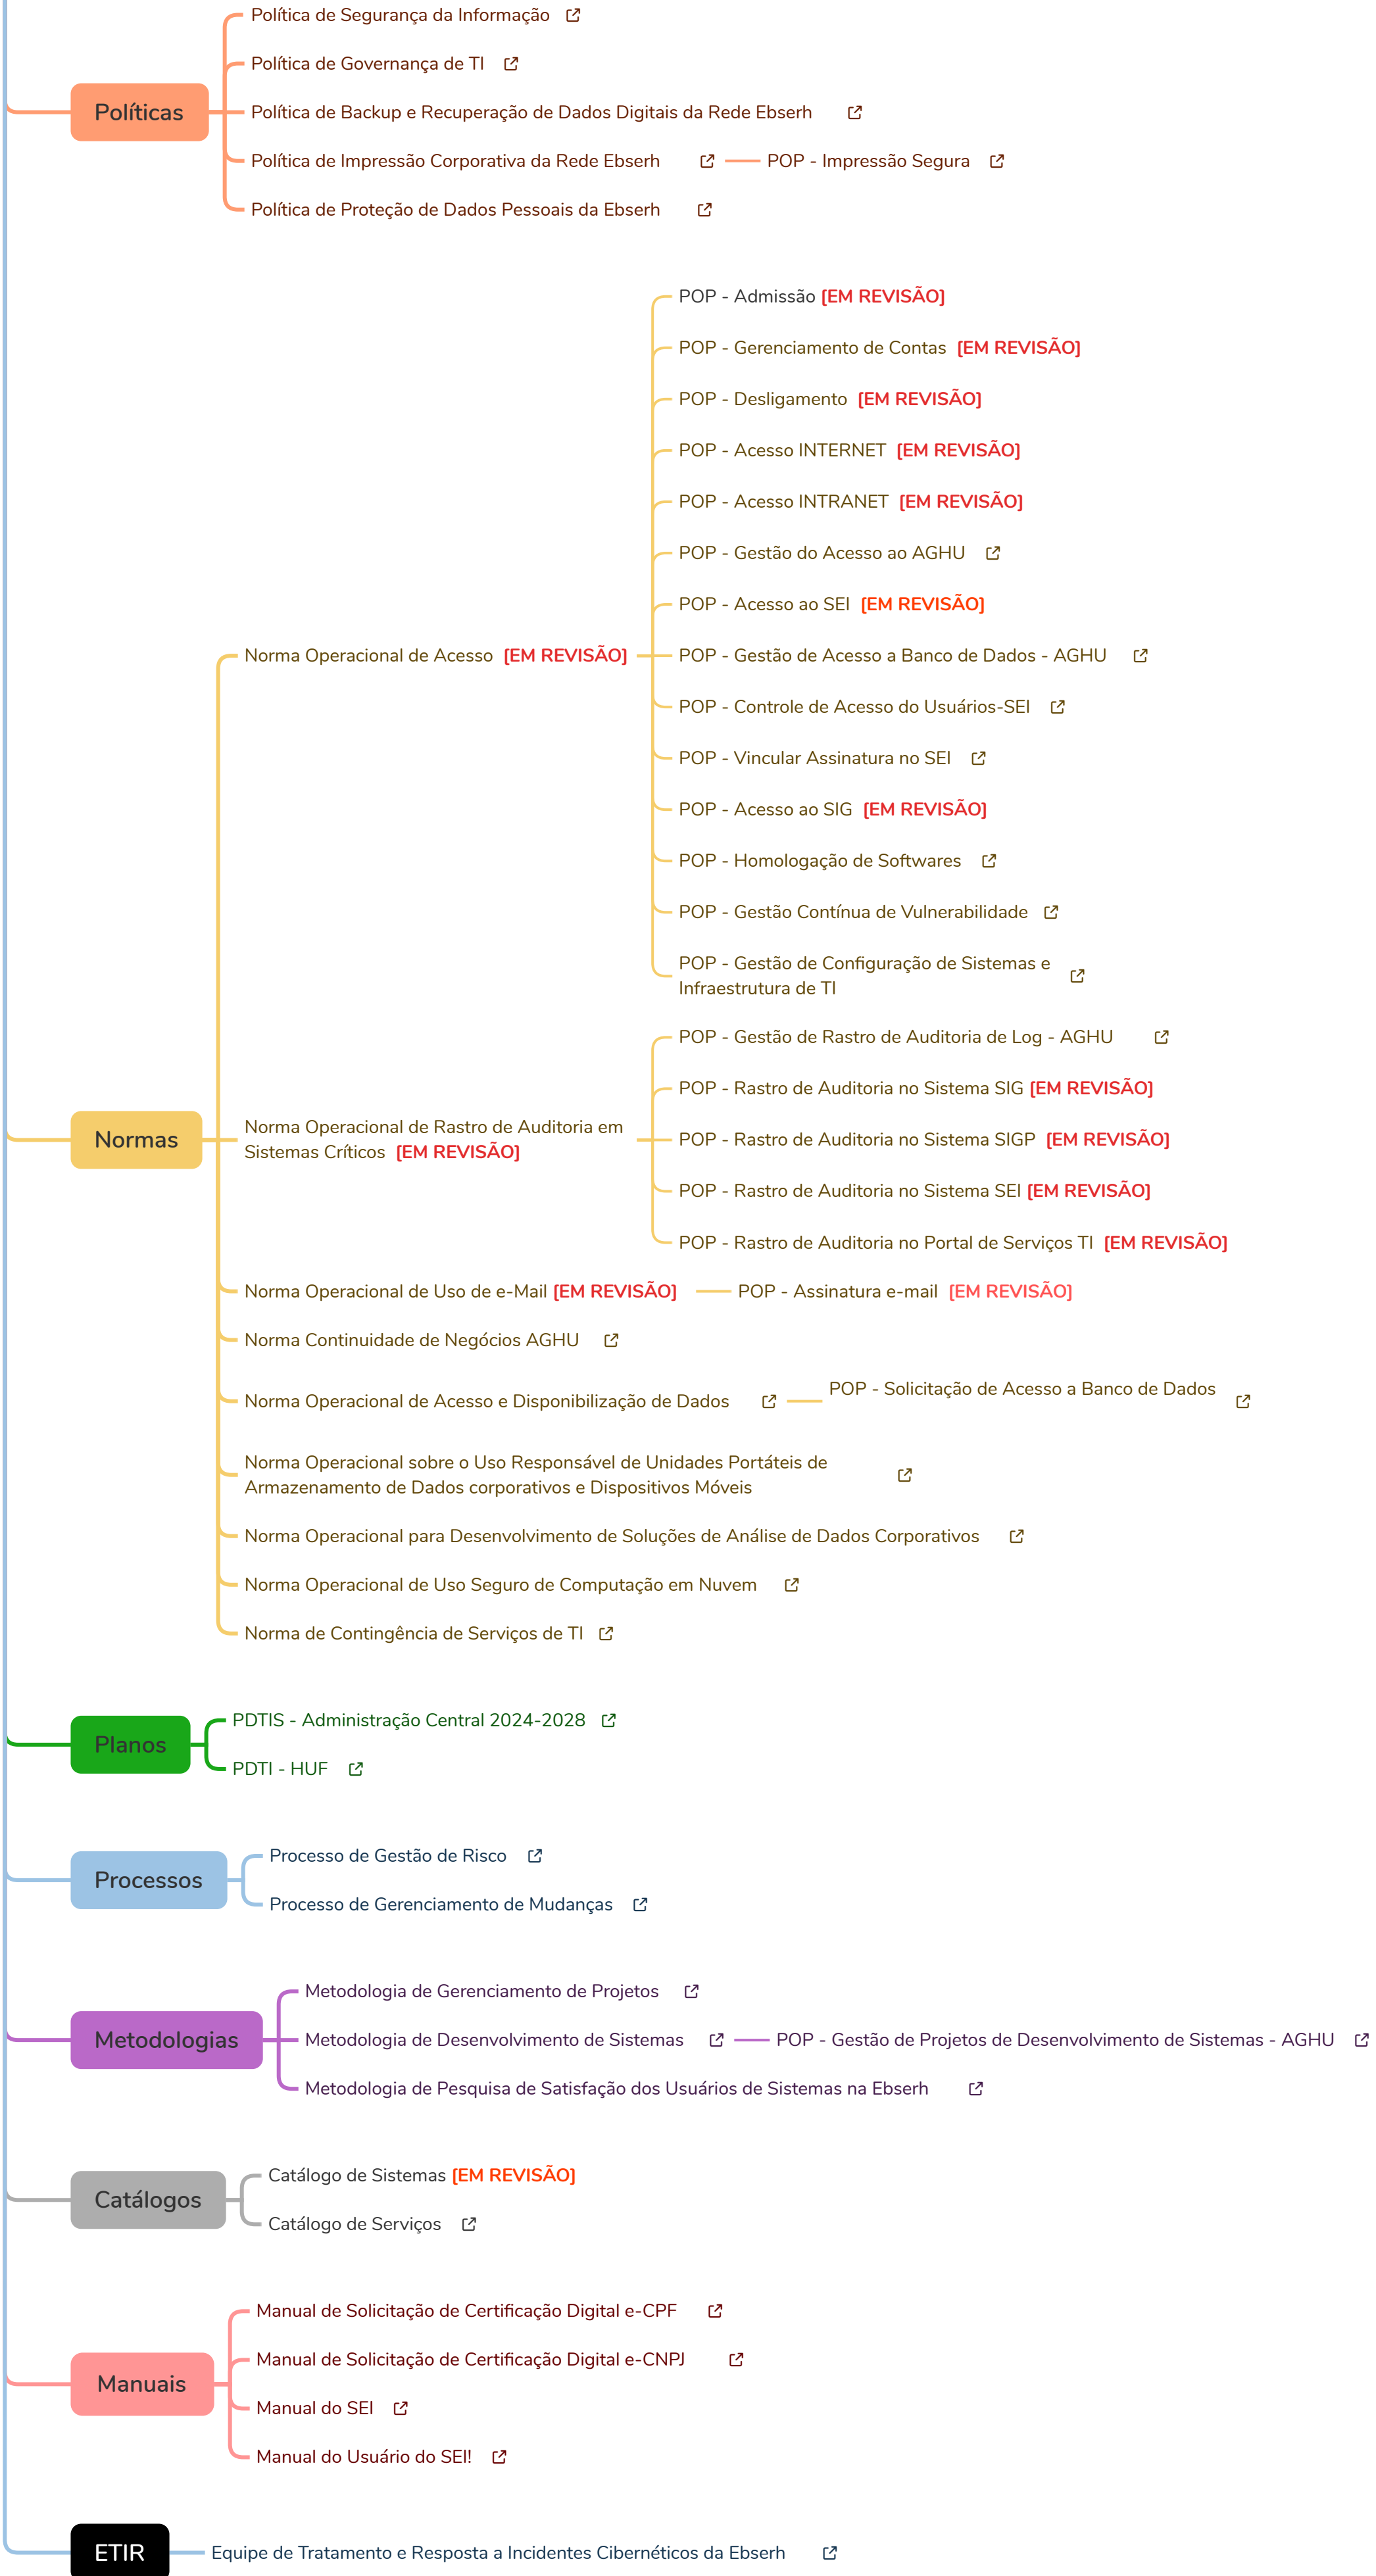 Políticas
Política de Segurança da Informação
Política de Governança de TI
Política de Backup e Recuperação de Dados Digitais da Rede Ebserh
Política de Impressão Corporativa da Rede Ebserh
POP - Impressão Segura
Política de Proteção de Dados Pessoais da Ebserh
Normas
Norma Operacional de Acesso [EM REVISÃO]
POP - Admissão [EM REVISÃO]
POP - Gerenciamento de Contas [EM REVISÃO]
POP - Desligamento [EM REVISÃO]
POP - Acesso INTERNET [EM REVISÃO]
POP - Acesso INTRANET [EM REVISÃO]
POP - Gestão do Acesso ao AGHU
POP - Acesso ao SEI [EM REVISÃO]
POP - Gestão de Acesso a Banco de Dados - AGHU
POP - Controle de Acesso do Usuários-SEI
POP - Vincular Assinatura no SEI
POP - Acesso ao SIG [EM REVISÃO]
POP - Homologação de Softwares
POP - Gestão Contínua de Vulnerabilidade
POP - Gestão de Configuração de Sistemas e
Infraestrutura de TI
Norma Operacional de Rastro de Auditoria em
Sistemas Críticos [EM REVISÃO]
POP - Gestão de Rastro de Auditoria de Log - AGHU
POP - Rastro de Auditoria no Sistema SIG [EM REVISÃO]
POP - Rastro de Auditoria no Sistema SIGP [EM REVISÃO]
POP - Rastro de Auditoria no Sistema SEI [EM REVISÃO]
POP - Rastro de Auditoria no Portal de Serviços TI [EM REVISÃO]
Norma Operacional de Uso de e-Mail [EM REVISÃO]
POP - Assinatura e-mail [EM REVISÃO]
Norma Continuidade de Negócios AGHU
Norma Operacional de Acesso e Disponibilização de Dados
POP - Solicitação de Acesso a Banco de Dados
Norma Operacional sobre o Uso Responsável de Unidades Portáteis de
Armazenamento de Dados corporativos e Dispositivos Móveis
Norma Operacional para Desenvolvimento de Soluções de Análise de Dados Corporativos
Norma Operacional de Uso Seguro de Computação em Nuvem
Norma de Contingência de Serviços de TI
Planos
PDTIS - Administração Central 2024-2028
PDTI - HUF
Processos
Processo de Gestão de Risco
Processo de Gerenciamento de Mudanças
Metodologias
Metodologia de Gerenciamento de Projetos
Metodologia de Desenvolvimento de Sistemas
POP - Gestão de Projetos de Desenvolvimento de Sistemas - AGHU
Metodologia de Pesquisa de Satisfação dos Usuários de Sistemas na Ebserh
Catálogos
Catálogo de Sistemas [EM REVISÃO]
Catálogo de Serviços
Manuais
Manual de Solicitação de Certificação Digital e-CPF
Manual de Solicitação de Certificação Digital e-CNPJ
Manual do SEI
Manual do Usuário do SEI!
ETIR
Equipe de Tratamento e Resposta a Incidentes Cibernéticos da Ebserh